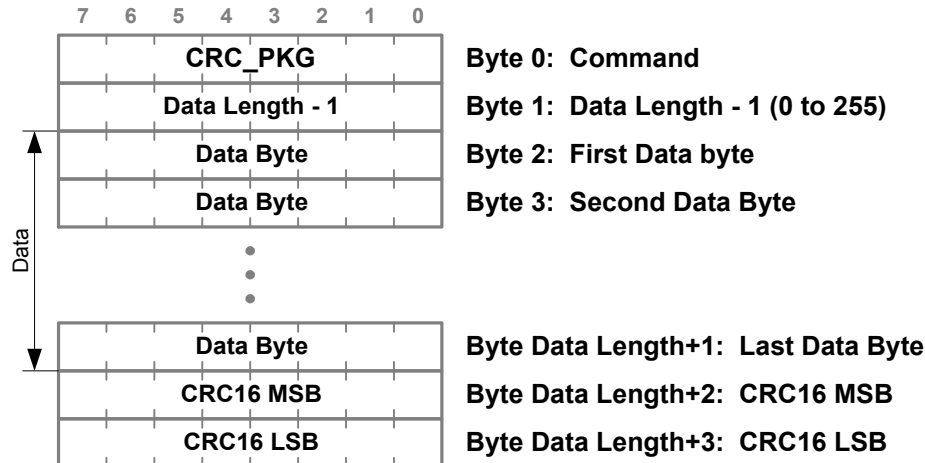 7 6 5 4 3 2 1 0
CRC_PKG Byte 0: Command
Data Length - 1 Byte 1: Data Length - 1 (0 to 255)
Data Byte Byte 2: First Data byte
Data Byte Byte 3: Second Data Byte
Data
Data Byte Byte Data Length+1: Last Data Byte
CRC16 MSB Byte Data Length+2: CRC16 MSB
CRC16 LSB Byte Data Length+3: CRC16 LSB